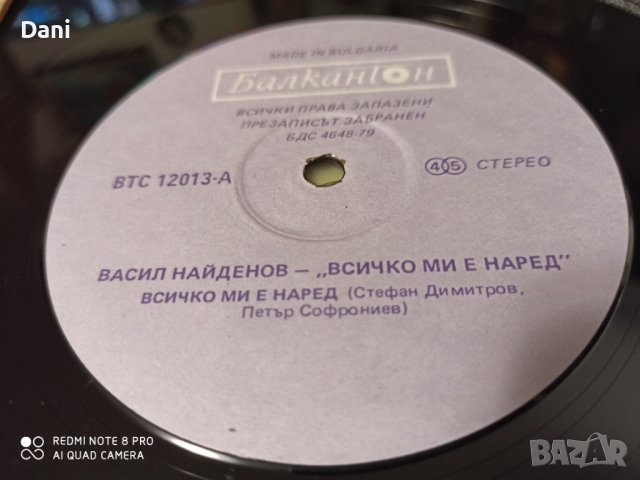 Dani
MADE IN BULGARIA
Балкантон
ВСИЧКИ ПРАВА ЗАПАЗЕНИ
ПРЕЗАПИСЪТ ЗАБРАНЕН
БДС 4648-79
ВТС 12013-А
45 СТЕРЕО
ВАСИЛ НАЙДЕНОВ – „ВСИЧКО МИ Е НАРЕД"
ВСИЧКО МИ Е НАРЕД (Стефан Димитров,
Петър Софрониев)
REDMI NOTE 8 PRO
AI QUAD CAMERA
BAZAR